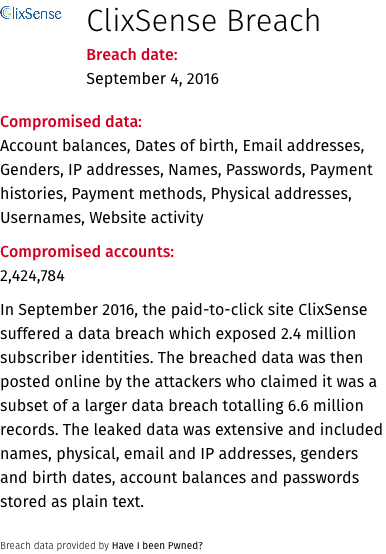 ClixSense
ClixSense Breach
Breach date:
September 4, 2016
Compromised data:
Account balances, Dates of birth, Email addresses,
Genders, IP addresses, Names, Passwords, Payment
histories, Payment methods, Physical addresses,
Usernames, Website activity
Compromised accounts:
2,424,784
In September 2016, the paid-to-click site ClixSense
suffered a data breach which exposed 2.4 million
subscriber identities. The breached data was then
posted online by the attackers who claimed it was a
subset of a larger data breach totalling 6.6 million
records. The leaked data was extensive and included
names, physical, email and IP addresses, genders
and birth dates, account balances and passwords
stored as plain text.
Breach data provided by Have I been Pwned?